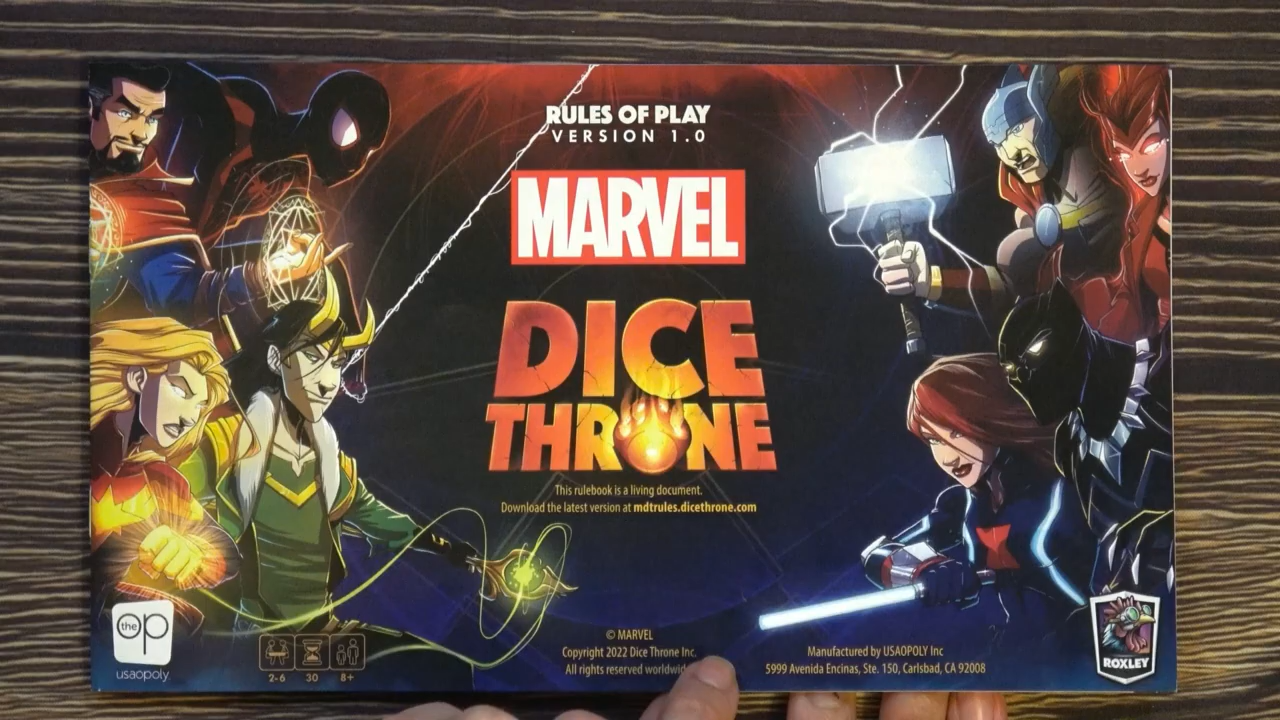 RULES OF PLAY
VERSION 1.0
MARVEL
DICE
THRONE
This rulebook is a living document.
Download the latest version at mdtrules.dicethrone.com
the op
usaopoly
2-6 30 8+
© MARVEL
Copyright 2022 Dice Throne Inc.
All rights reserved
Manufactured by USAOPOLY Inc
5999 Avenida Encinas, Ste. 150, Carlsbad, CA 92008
ROXLEY